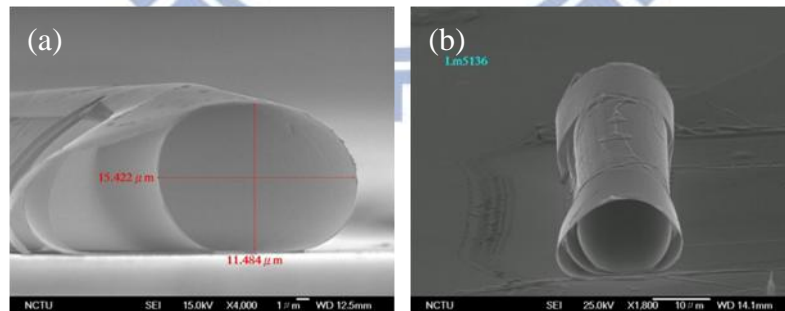 (a)
15.422 μm
11.484 μm
NCTU SEI 15.0kV X4,000 1μm WD 12.5mm
(b)
Lm5136
NCTU SEI 25.0kV X1,800 10μm WD 14.1mm